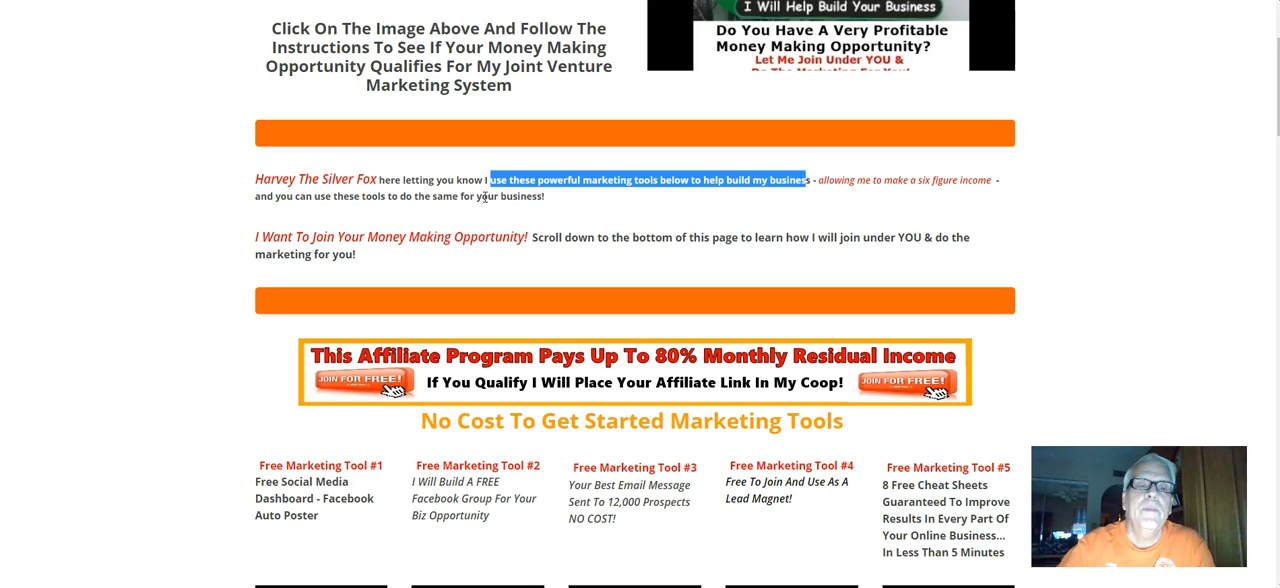 I Will Help Build Your Business
Click On The Image Above And Follow The
Instructions To See If Your Money Making
Opportunity Qualifies For My Joint Venture
Marketing System
Do You Have A Very Profitable
Money Making Opportunity?
Let Me Join Under YOU &
Do The Marketing For You!
Harvey The Silver Fox here letting you know I use these powerful marketing tools below to help build my business - allowing me to make a six figure income -
and you can use these tools to do the same for your business!
I Want To Join Your Money Making Opportunity! Scroll down to the bottom of this page to learn how I will join under YOU & do the
marketing for you!
This Affiliate Program Pays Up To 80% Monthly Residual Income
JOIN FOR FREE! If You Qualify I Will Place Your Affiliate Link In My Coop! JOIN FOR FREE!
No Cost To Get Started Marketing Tools
Free Marketing Tool #1
Free Social Media
Dashboard - Facebook
Auto Poster
Free Marketing Tool #2
I Will Build A FREE
Facebook Group For Your
Biz Opportunity
Free Marketing Tool #3
Your Best Email Message
Sent To 12,000 Prospects
NO COST!
Free Marketing Tool #4
Free To Join And Use As A
Lead Magnet!
Free Marketing Tool #5
8 Free Cheat Sheets
Guaranteed To Improve
Results In Every Part Of
Your Online Business...
In Less Than 5 Minutes